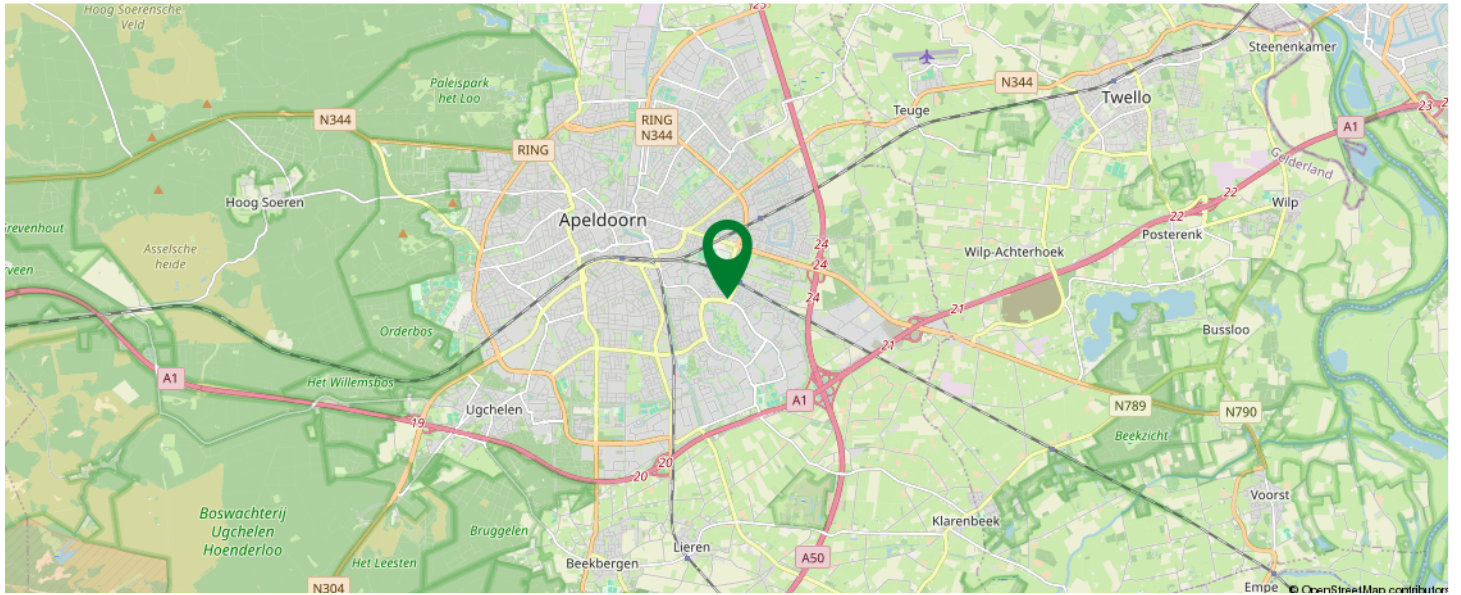 Hoog Soerensche
Veld
25
Steenenkamer
Paleispark
het Loo
N344
Twello
Teuge
N344
RING
N344
RING
A1
23
Gelderland
Hoog Soeren
22
Wilp
22
Apeldoorn
Posterenk
Asselsche
heide
24
24
24
Wilp-Achterhoek
21
21
Orderbos
Bussloo
A1
Het Willemsbos
A1
Ugchelen
19
N789
N790
Beekzicht
20
20
Voorst
Boswachterij
Ugchelen
Hoenderloo
Bruggelen
Klarenbeek
Lieren
Het Leesten
Beekbergen
A50
N304
Empe
© OpenStreetMap contributors